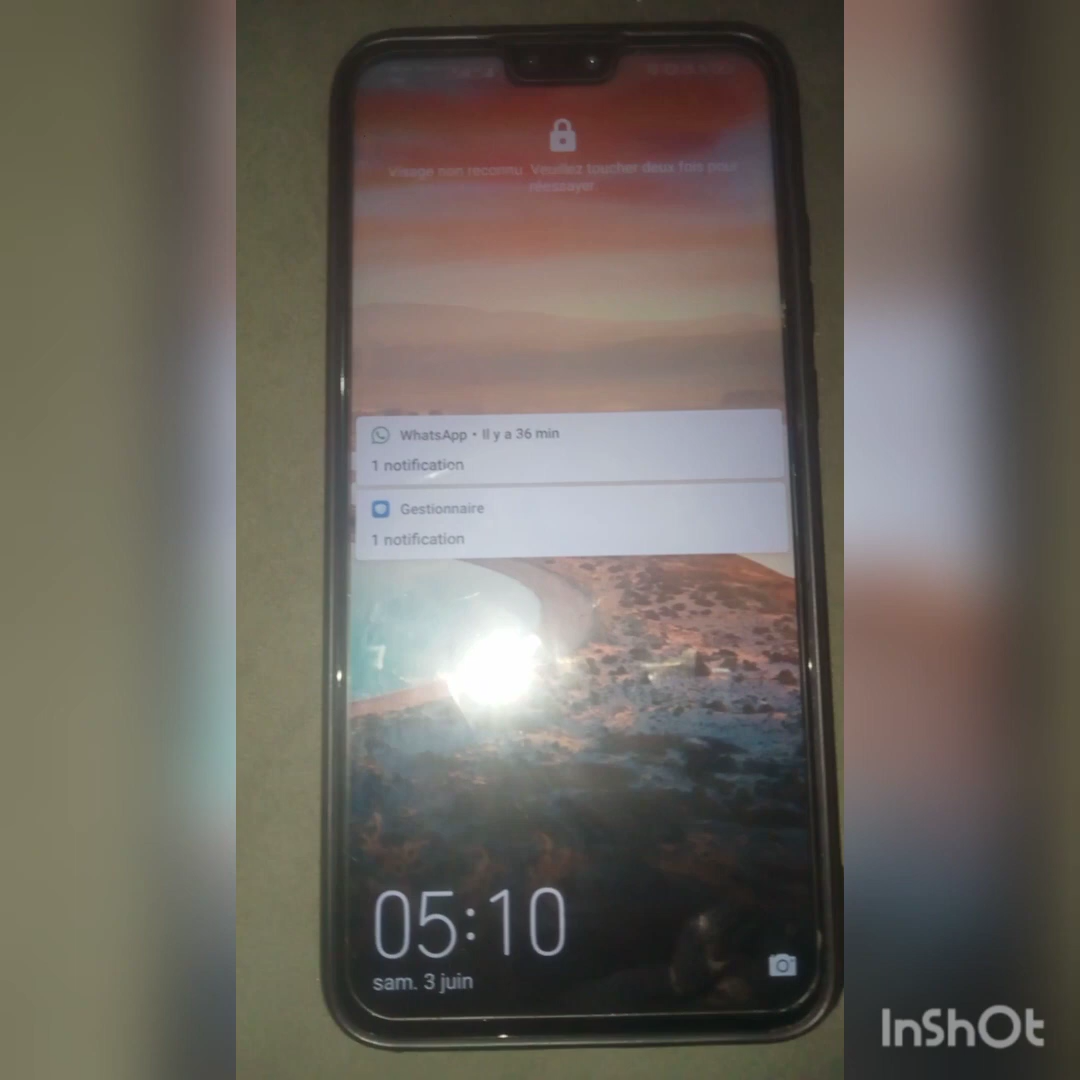 Visage non reconnu. Veuillez toucher deux fois pour
réessayer.
WhatsApp • Il y a 36 min
1 notification
Gestionnaire
1 notification
05:10
sam. 3 juin
InShOt